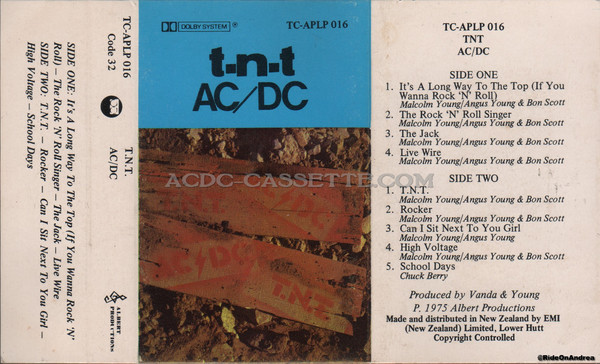 TC-APLP 016
Code 32
T.N.T.
AC/DC
ALBERT
PRODUCTIONS
SIDE ONE: It's A Long Way To The Top (If You Wanna Rock 'N'
Roll) – The Rock 'N' Roll Singer – The Jack – Live Wire
SIDE TWO: T.N.T. – Rocker – Can I Sit Next To You Girl –
High Voltage – School Days
DOLBY SYSTEM ®
TC-APLP 016
t·n·t
AC/DC
ACDC-CASSETTE.COM
AC/DC
T.N.T.
TC-APLP 016
TNT
AC/DC
SIDE ONE
1. It's A Long Way To The Top (If You
Wanna Rock 'N' Roll)
Malcolm Young/Angus Young & Bon Scott
2. The Rock 'N' Roll Singer
Malcolm Young/Angus Young & Bon Scott
3. The Jack
Malcolm Young/Angus Young & Bon Scott
4. Live Wire
Malcolm Young/Angus Young & Bon Scott
SIDE TWO
1. T.N.T.
Malcolm Young/Angus Young & Bon Scott
2. Rocker
Malcolm Young/Angus Young & Bon Scott
3. Can I Sit Next To You Girl
Malcolm Young/Angus Young
4. High Voltage
Malcolm Young/Angus Young & Bon Scott
5. School Days
Chuck Berry
Produced by Vanda & Young
P. 1975 Albert Productions
Made and distributed in New Zealand by EMI
(New Zealand) Limited, Lower Hutt
Copyright Controlled
@RideOnAndrea